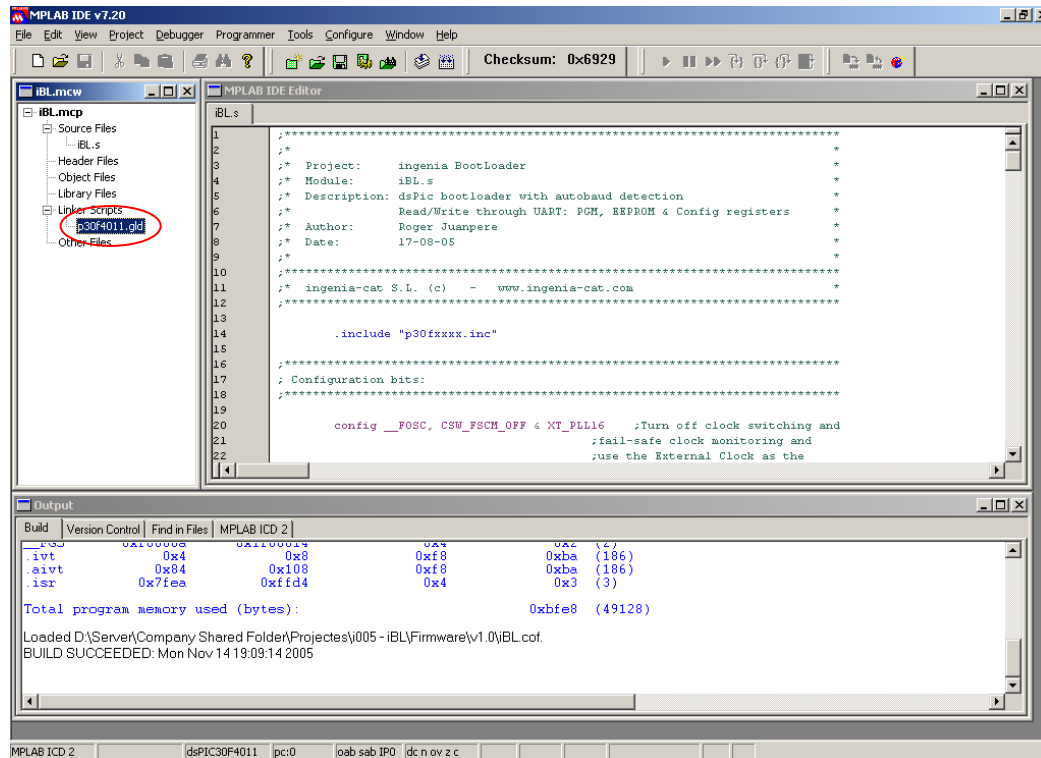 MPLAB IDE v7.20
File Edit View Project Debugger Programmer Tools Configure Window Help
Checksum: 0x6929
iBL.mcw
iBL.mcp
Source Files
iBL.s
Header Files
Object Files
Library Files
Linker Scripts
p30f4011.gld
Other Files
MPLAB IDE Editor
iBL.s
1 ;******************************************************************************
2 ;* *
3 ;* Project: ingenia BootLoader *
4 ;* Module: iBL.s *
5 ;* Description: dsPic bootloader with autobaud detection *
6 ;* Read/Write through UART: PGM, EEPROM & Config registers *
7 ;* Author: Roger Juanpere *
8 ;* Date: 17-08-05 *
9 ;* *
10 ;******************************************************************************
11 ;* ingenia-cat S.L. (c) - www.ingenia-cat.com *
12 ;******************************************************************************
13
14 .include "p30fxxxx.inc"
15
16 ;******************************************************************************
17 ; Configuration bits:
18 ;******************************************************************************
19
20 config __FOSC, CSW_FSCM_OFF & XT_PLL16 ;Turn off clock switching and
21 ;fail-safe clock monitoring and
22 ;use the External Clock as the
Output
Build Version Control Find in Files MPLAB ICD 2
.ivt 0x4 0x8 0xf8 0xba (186)
.aivt 0x84 0x108 0xf8 0xba (186)
.isr 0x7fea 0xffd4 0x4 0x3 (3)
Total program memory used (bytes): 0xbfe8 (49128)
Loaded D:\Server\Company Shared Folder\Projectes\i005 - iBL\Firmware\v1.0\iBL.cof.
BUILD SUCCEEDED: Mon Nov 14 19:09:14 2005
MPLAB ICD 2 dsPIC30F4011 pc:0 oab sab IP0 dc n ov z c